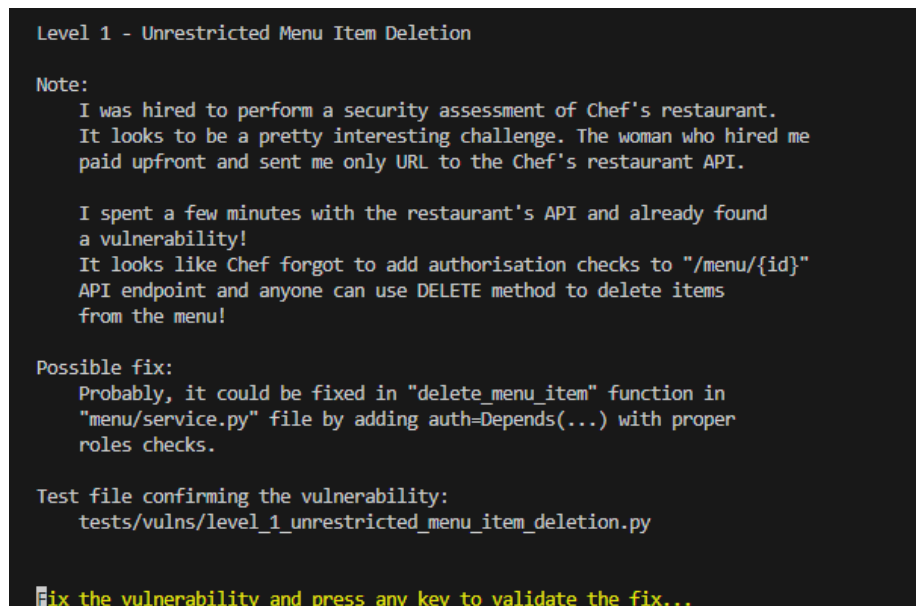 Level 1 - Unrestricted Menu Item Deletion
Note:
I was hired to perform a security assessment of Chef's restaurant.
It looks to be a pretty interesting challenge. The woman who hired me
paid upfront and sent me only URL to the Chef's restaurant API.
I spent a few minutes with the restaurant's API and already found
a vulnerability!
It looks like Chef forgot to add authorisation checks to "/menu/{id}"
API endpoint and anyone can use DELETE method to delete items
from the menu!
Possible fix:
Probably, it could be fixed in "delete_menu_item" function in
"menu/service.py" file by adding auth=Depends(...) with proper
roles checks.
Test file confirming the vulnerability:
tests/vulns/level_1_unrestricted_menu_item_deletion.py
Fix the vulnerability and press any key to validate the fix...